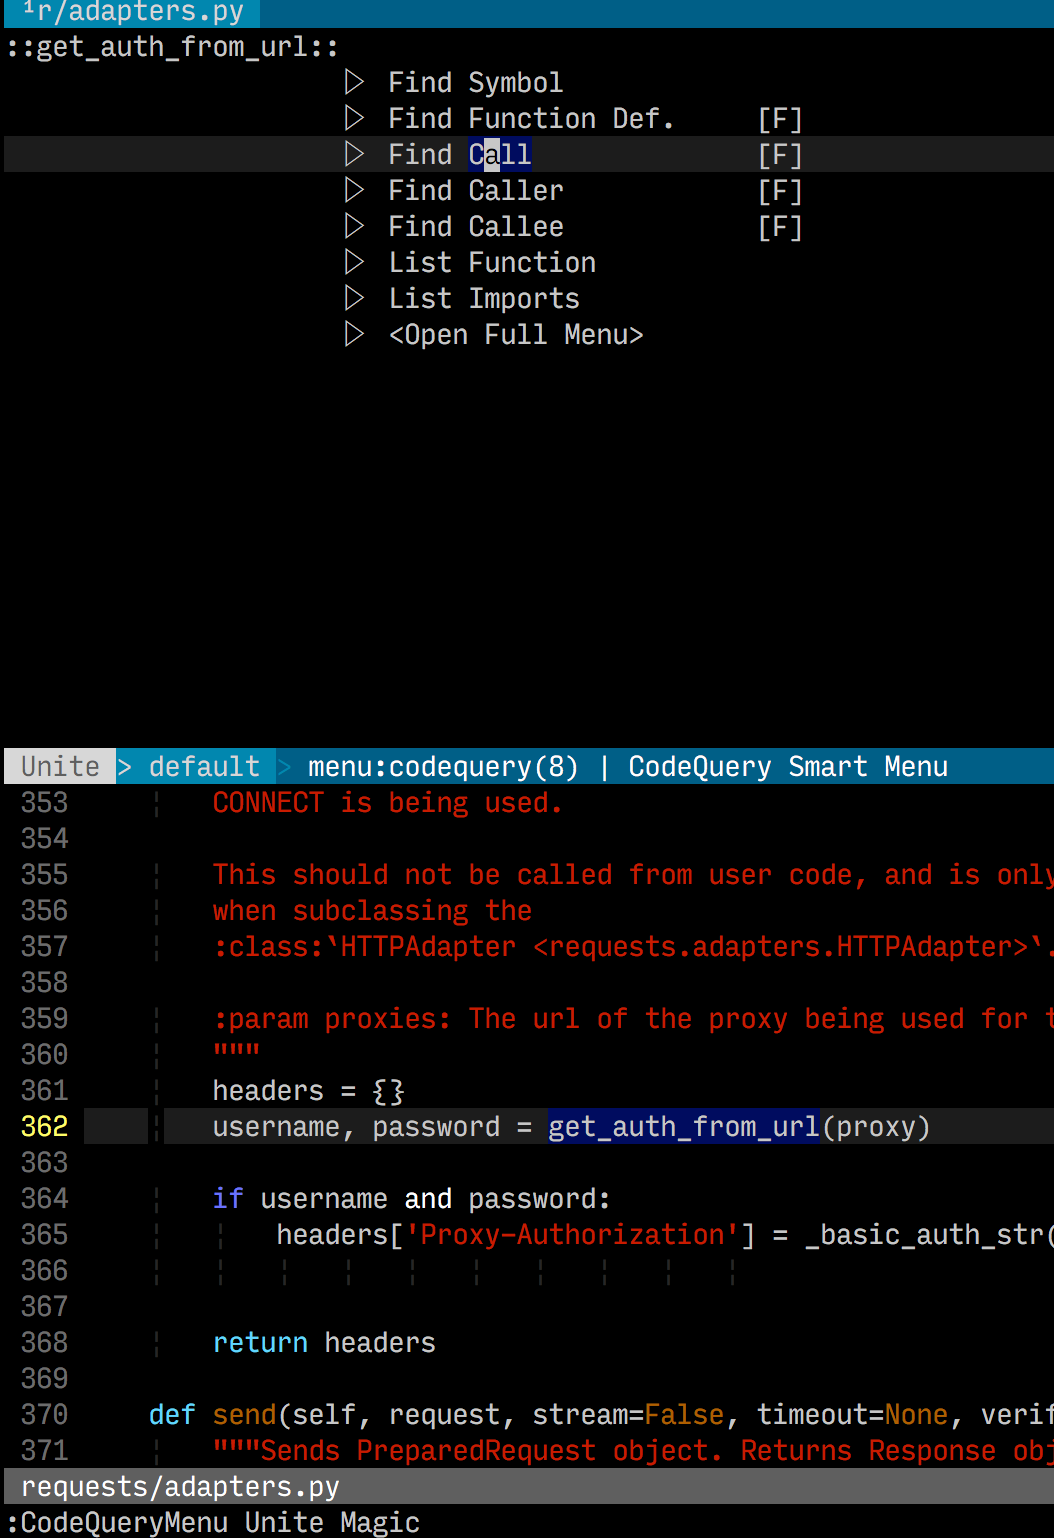 ¹r/adapters.py
::get_auth_from_url::
▷ Find Symbol
▷ Find Function Def. [F]
▷ Find Call [F]
▷ Find Caller [F]
▷ Find Callee [F]
▷ List Function
▷ List Imports
▷ <Open Full Menu>
Unite > default > menu:codequery(8) | CodeQuery Smart Menu
353 CONNECT is being used.
354
355 This should not be called from user code, and is only
356 when subclassing the
357 :class:`HTTPAdapter <requests.adapters.HTTPAdapter>`.
358
359 :param proxies: The url of the proxy being used for t
360 """
361 headers = {}
362 username, password = get_auth_from_url(proxy)
363
364 if username and password:
365 headers['Proxy-Authorization'] = _basic_auth_str(
366
367
368 return headers
369
370 def send(self, request, stream=False, timeout=None, verif
371 """Sends PreparedRequest object. Returns Response obj
requests/adapters.py
:CodeQueryMenu Unite Magic